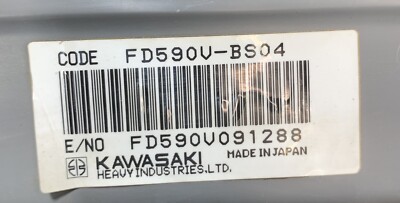 CODE FD590V-BS04
E/NO FD590V091288
KAWASAKI MADE IN JAPAN
HEAVY INDUSTRIES.LTD.